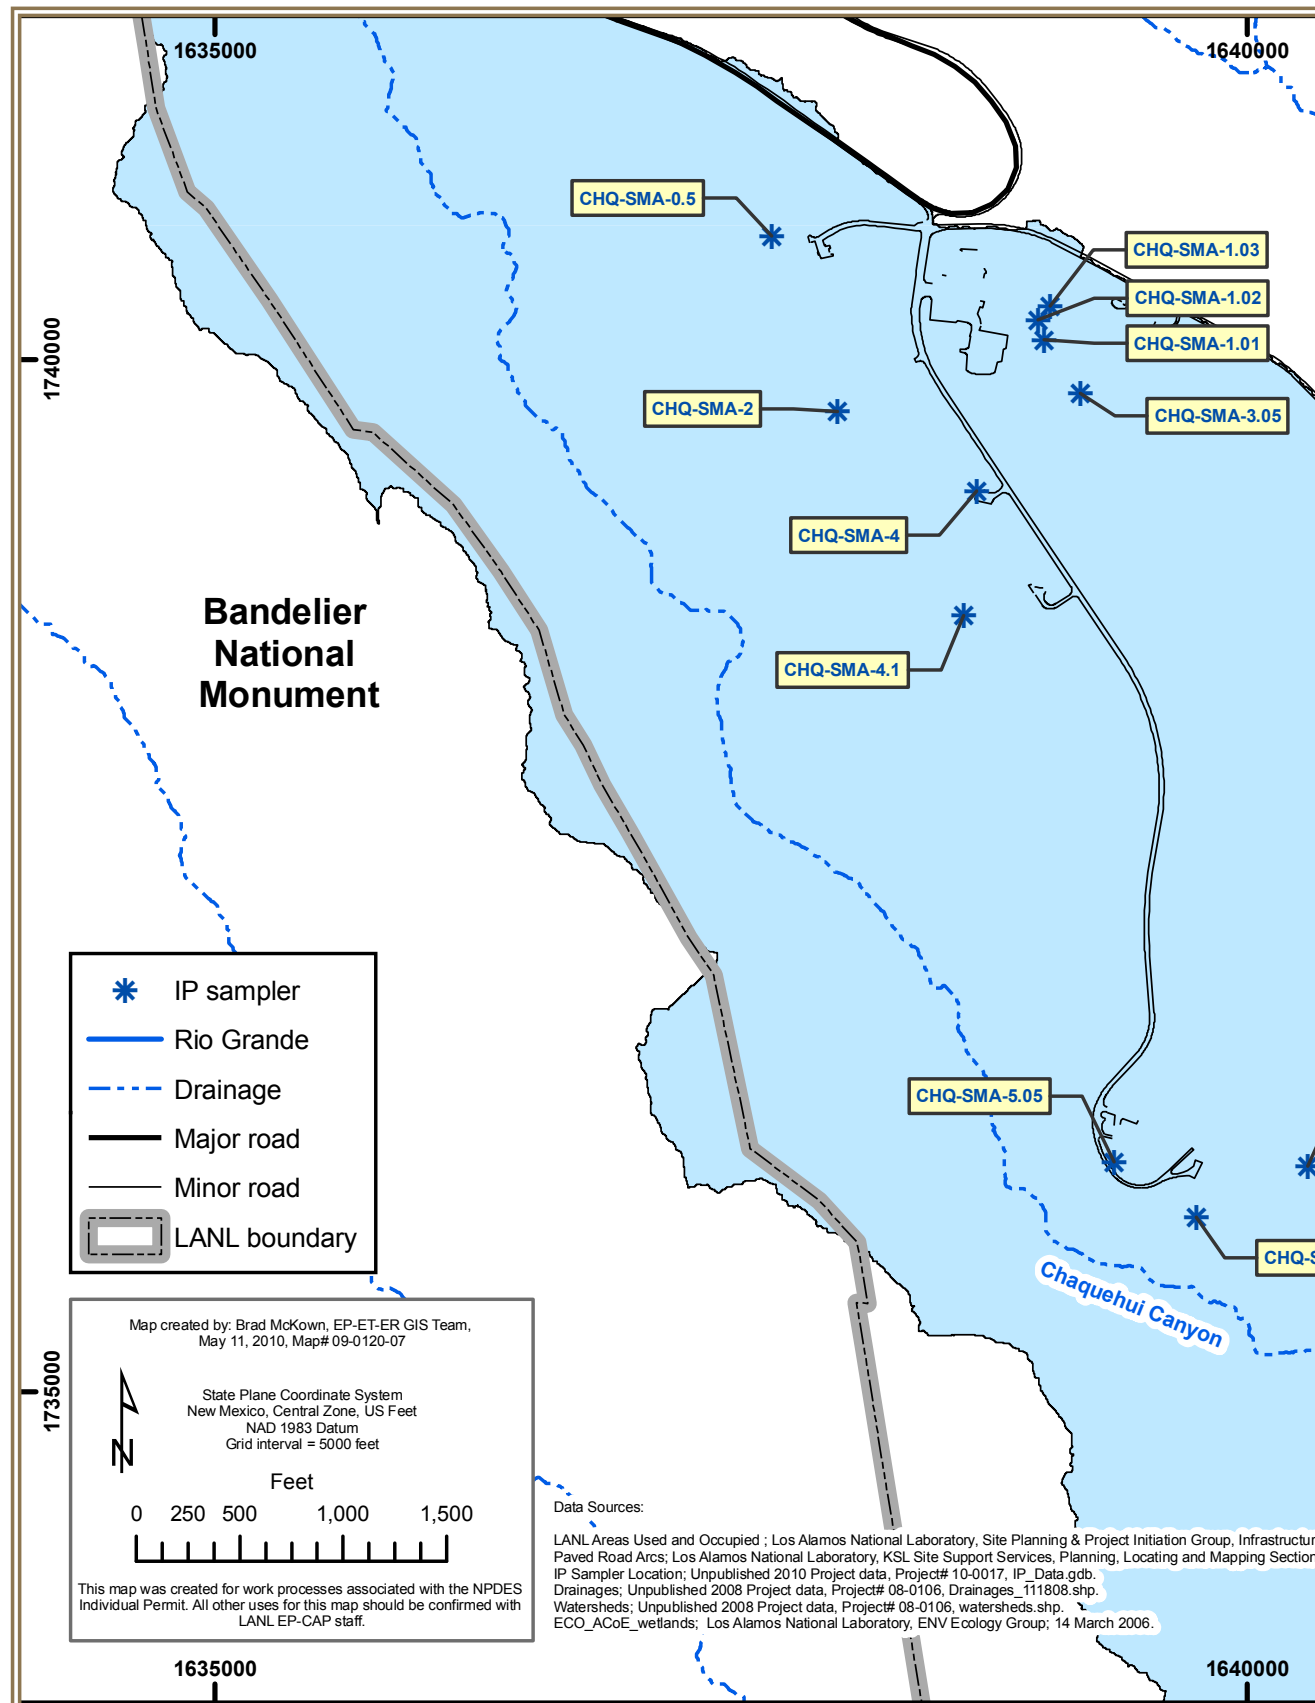 1635000
1640000
CHQ-SMA-0.5
CHQ-SMA-1.03
CHQ-SMA-1.02
CHQ-SMA-1.01
1740000
CHQ-SMA-2
CHQ-SMA-3.05
CHQ-SMA-4
Bandelier
National
Monument
CHQ-SMA-4.1
IP sampler
Rio Grande
Drainage
Major road
Minor road
LANL boundary
CHQ-SMA-5.05
CHQ-S
Chaquehui Canyon
Map created by: Brad McKown, EP-ET-ER GIS Team,
May 11, 2010, Map# 09-0120-07
1735000
State Plane Coordinate System
New Mexico, Central Zone, US Feet
NAD 1983 Datum
Grid interval = 5000 feet
N
Feet
0 250 500 1,000 1,500
This map was created for work processes associated with the NPDES
Individual Permit. All other uses for this map should be confirmed with
LANL EP-CAP staff.
Data Sources:
LANL Areas Used and Occupied ; Los Alamos National Laboratory, Site Planning & Project Initiation Group, Infrastructur
Paved Road Arcs; Los Alamos National Laboratory, KSL Site Support Services, Planning, Locating and Mapping Section
IP Sampler Location; Unpublished 2010 Project data, Project# 10-0017, IP_Data.gdb.
Drainages; Unpublished 2008 Project data, Project# 08-0106, Drainages_111808.shp.
Watersheds; Unpublished 2008 Project data, Project# 08-0106, watersheds.shp.
ECO_ACoE_wetlands; Los Alamos National Laboratory, ENV Ecology Group; 14 March 2006.
1635000
1640000